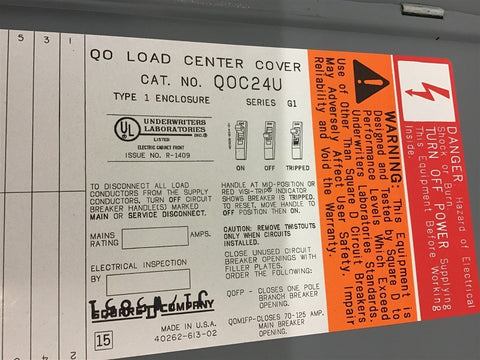 5 3 1
QO LOAD CENTER COVER
CAT. NO. QOC24U
TYPE 1 ENCLOSURE SERIES G1
UL
UNDERWRITERS
LABORATORIES INC.®
LISTED
ELECTRIC CABINET FRONT
ISSUE NO. R-1409
ON OFF TRIPPED
TO DISCONNECT ALL LOAD
CONDUCTORS FROM THE SUPPLY
CONDUCTORS, TURN OFF CIRCUIT
BREAKER HANDLE(S) MARKED
MAIN OR SERVICE DISCONNECT.
MAINS
RATING AMPS.
ELECTRICAL INSPECTION
BY
SQUARE D COMPANY
MADE IN U.S.A.
15 40262-613-02
HANDLE AT MID-POSITION OR
RED VISI-TRIP® INDICATOR
SHOWS BREAKER IS TRIPPED.
TO RESET, MOVE HANDLE TO
OFF POSITION THEN ON.
CAUTION: REMOVE TWISTOUTS
ONLY WHEN CIRCUITS
INSTALLED.
CLOSE UNUSED CIRCUIT
BREAKER OPENINGS WITH
FILLER PLATES.
ORDER THE FOLLOWING:
QOFP - CLOSES ONE POLE
BRANCH BREAKER
OPENING.
QOM1FP-CLOSES 70-125 AMP.
MAIN BREAKER
OPENING.
WARNING: This Equipment is
Designed and Tested by Square D to
Performance Levels Which Exceed
Underwriters Laboratories Standards.
Use of Other Than Square D Circuit Breakers
May Adversely Affect User Safety, Impair
Reliability and Void the Warranty.
DANGER Hazard of Electrical
Shock or Burn.
TURN OFF POWER Supplying
This Equipment Before Working
Inside.